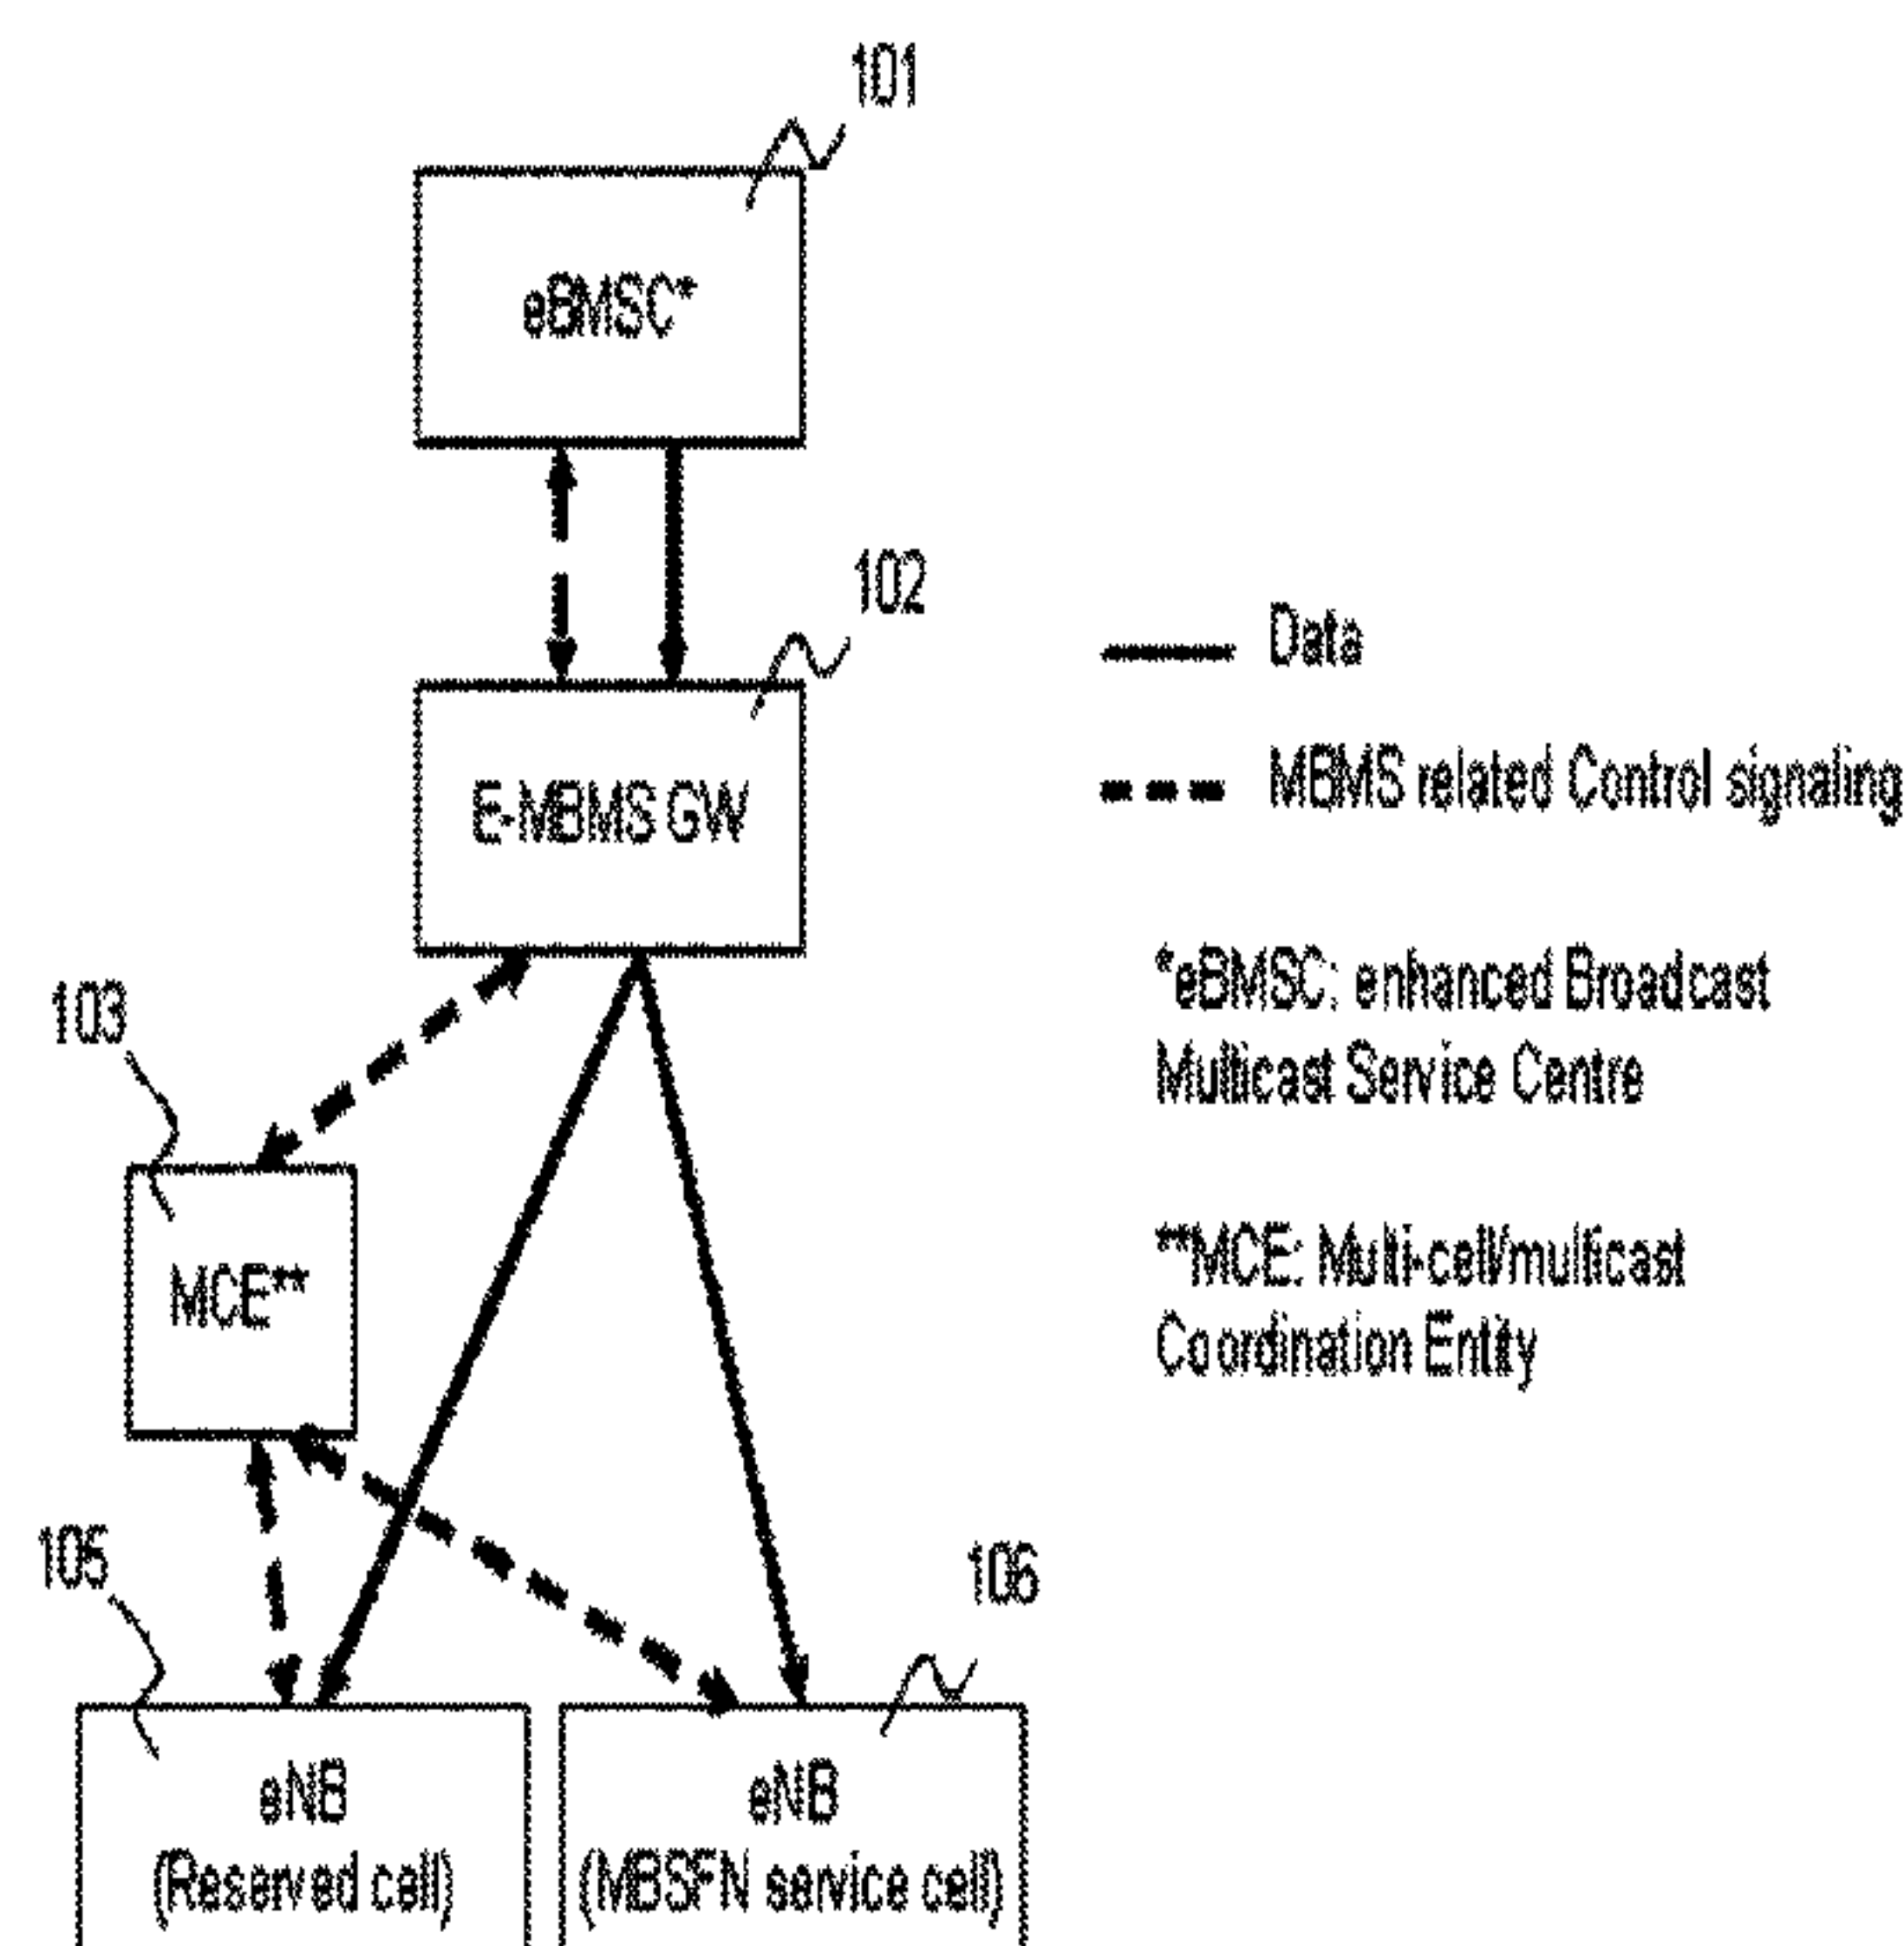 101
eBMSC*
102
Data
E-MBMS GW
MBMS related Control signaling
*eBMSC: enhanced Broadcast
Multicast Service Centre
103
**MCE: Multi-cell/multicast
Coordination Entity
MCE**
105
106
eNB
(Reserved cell)
eNB
(MBSFN service cell)